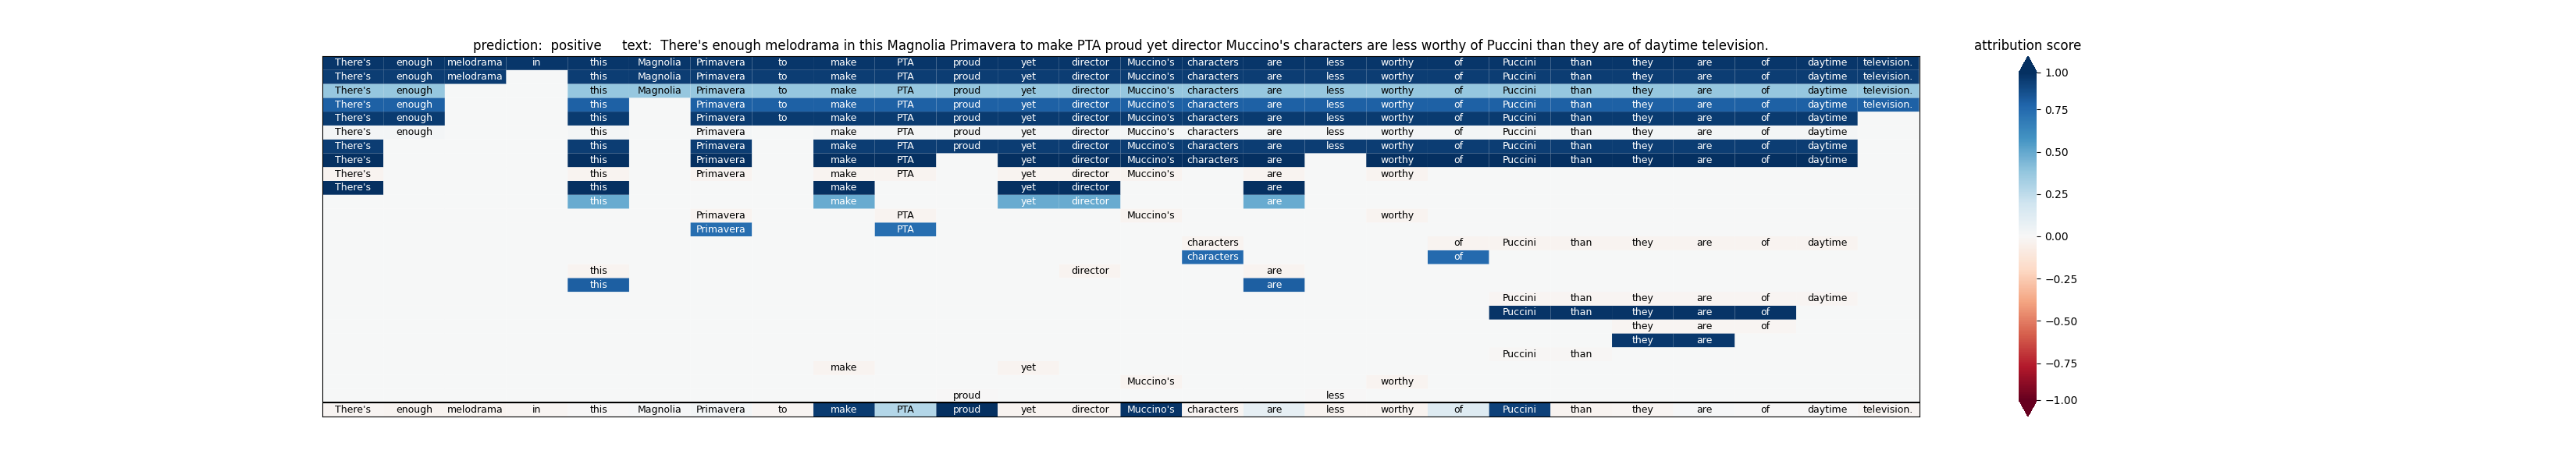 prediction: positive text: There's enough melodrama in this Magnolia Primavera to make PTA proud yet director Muccino's characters are less worthy of Puccini than they are of daytime television.
attribution score
There's enough melodrama in this Magnolia Primavera to make PTA proud yet director Muccino's characters are less worthy of Puccini than they are of daytime television.
There's enough melodrama this Magnolia Primavera to make PTA proud yet director Muccino's characters are less worthy of Puccini than they are of daytime television.
There's enough this Magnolia Primavera to make PTA proud yet director Muccino's characters are less worthy of Puccini than they are of daytime television.
There's enough this Primavera to make PTA proud yet director Muccino's characters are less worthy of Puccini than they are of daytime television.
There's enough this Primavera to make PTA proud yet director Muccino's characters are less worthy of Puccini than they are of daytime
There's enough this Primavera make PTA proud yet director Muccino's characters are less worthy of Puccini than they are of daytime
There's this Primavera make PTA proud yet director Muccino's characters are less worthy of Puccini than they are of daytime
There's this Primavera make PTA yet director Muccino's characters are worthy of Puccini than they are of daytime
There's this Primavera make PTA yet director Muccino's are worthy
There's this make yet director are
this make yet director are
Primavera PTA Muccino's worthy
Primavera PTA
characters of Puccini than they are of daytime
characters of
this director are
this are
Puccini than they are of daytime
Puccini than they are of
they are of
they are
Puccini than
make yet
Muccino's worthy
proud less
There's enough melodrama in this Magnolia Primavera to make PTA proud yet director Muccino's characters are less worthy of Puccini than they are of daytime television.
1.00
0.75
0.50
0.25
0.00
−0.25
−0.50
−0.75
−1.00